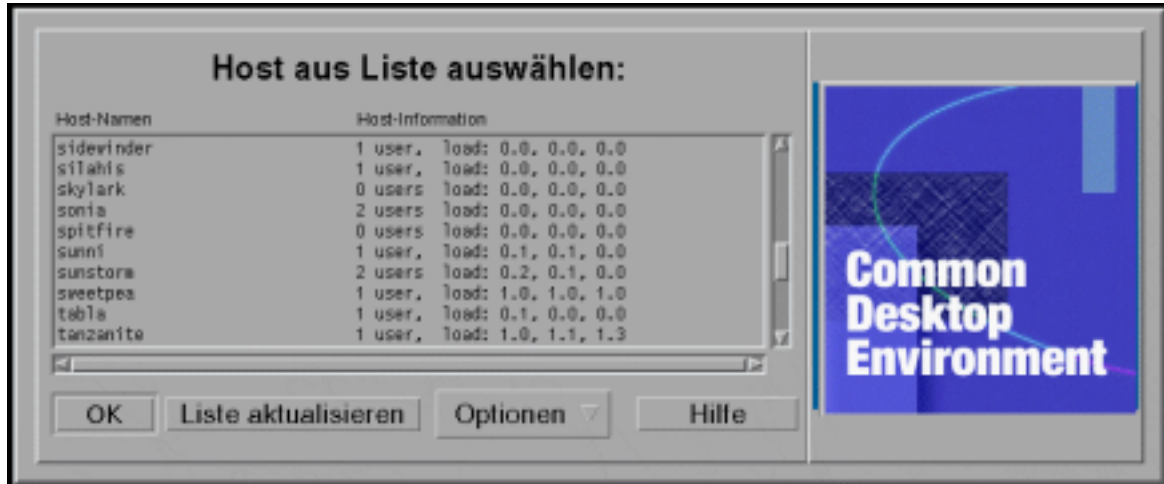 Host aus Liste auswählen:
Host-Namen Host-Information
sidewinder 1 user, load: 0.0, 0.0, 0.0
silahis 1 user, load: 0.0, 0.0, 0.0
skylark 0 users load: 0.0, 0.0, 0.0
sonia 2 users load: 0.0, 0.0, 0.0
spitfire 0 users load: 0.0, 0.0, 0.0
sunni 1 user, load: 0.1, 0.1, 0.0
sunstorm 2 users load: 0.2, 0.1, 0.0
sweetpea 1 user, load: 1.0, 1.0, 1.0
tabla 1 user, load: 0.1, 0.0, 0.0
tanzanite 1 user, load: 1.0, 1.1, 1.3
OK Liste aktualisieren Optionen Hilfe
Common
Desktop
Environment